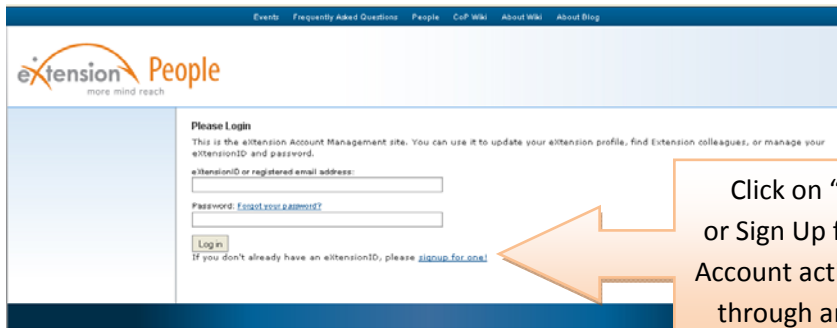 Events Frequently Asked Questions People CoP Wiki About Wiki About Blog
eXtension People
more mind reach
Please Login
This is the eXtension Account Management site. You can use it to update your eXtension profile, find Extension colleagues, or manage your
eXtensionID and password.
eXtensionID or registered email address:
Password: Forgot your password?
Log in
If you don't already have an eXtensionID, please signup for one!
Click on "
or Sign Up f
Account act
through a